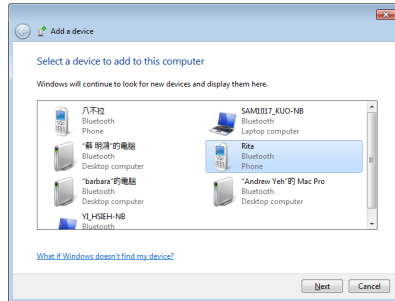 Add a device
Select a device to add to this computer
Windows will continue to look for new devices and display them here.
八不拉
Bluetooth
Phone
SAM1017_KUO-NB
Bluetooth
Laptop computer
"蘇 明鴻"的電腦
Bluetooth
Desktop computer
Rita
Bluetooth
Phone
"barbara"的電腦
Bluetooth
Desktop computer
"Andrew Yeh"的 Mac Pro
Bluetooth
Desktop computer
YI_HSIEH-NB
Bluetooth
What if Windows doesn't find my device?
Next
Cancel